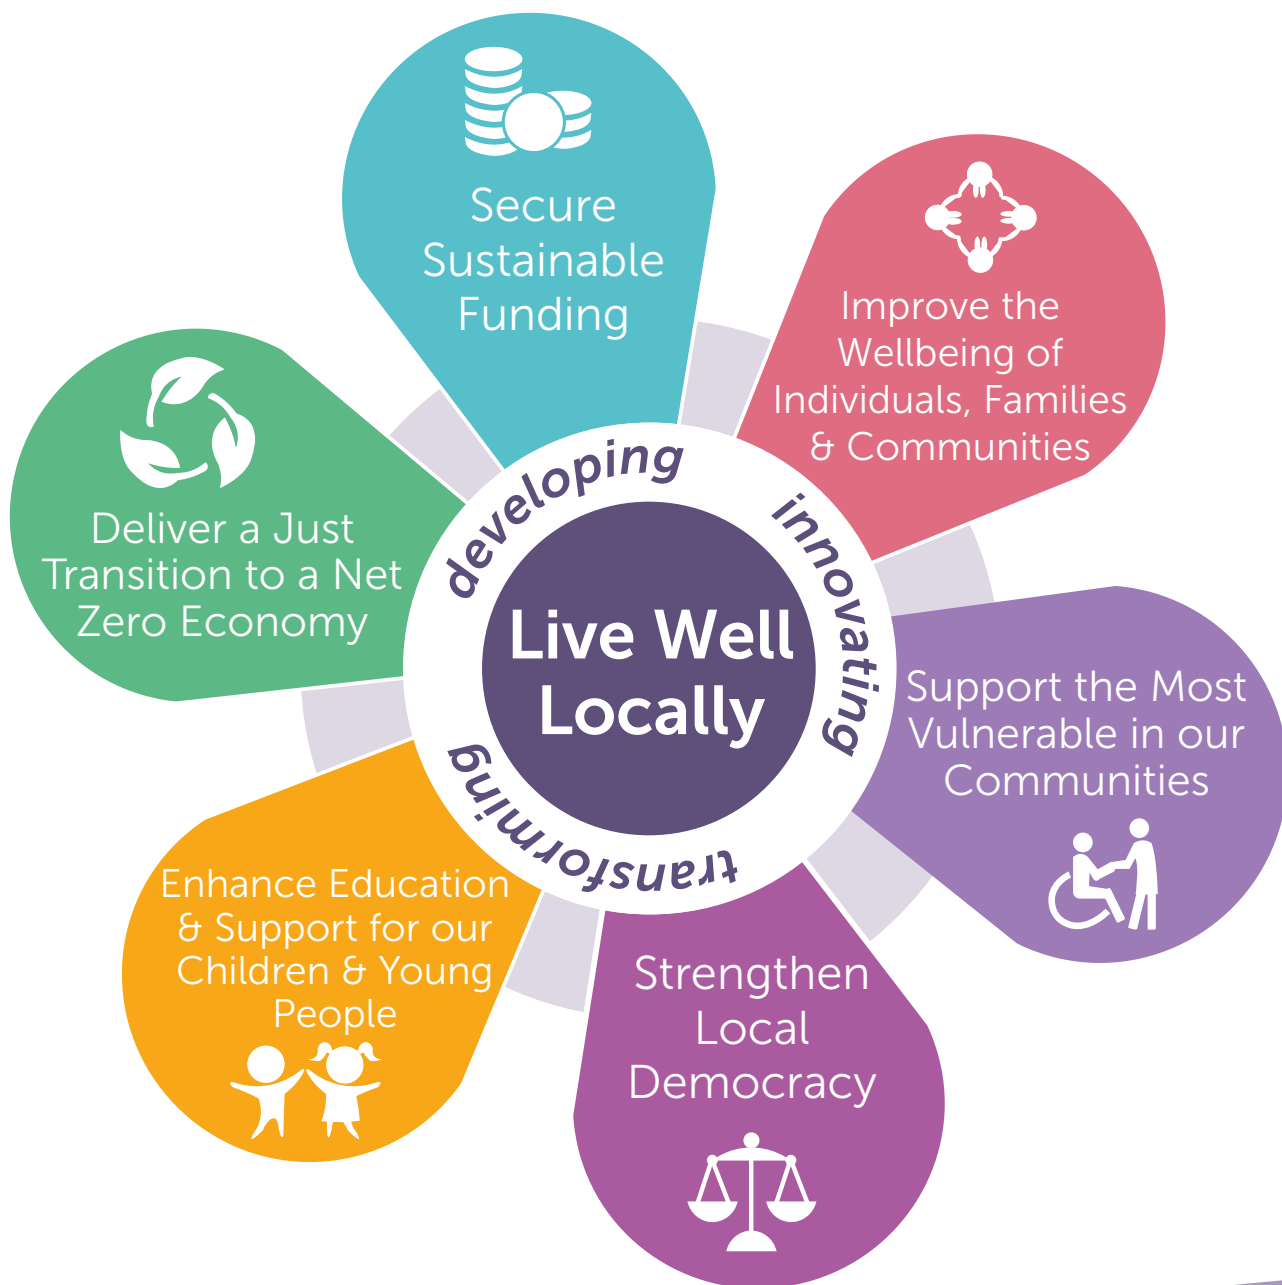 Secure
Sustainable
Funding
Improve the
Wellbeing of
Individuals, Families
& Communities
Support the Most
Vulnerable in our
Communities
Strengthen
Local
Democracy
Enhance Education
& Support for our
Children & Young
People
Deliver a Just
Transition to a Net
Zero Economy
developing
innovating
transforming
Live Well
Locally